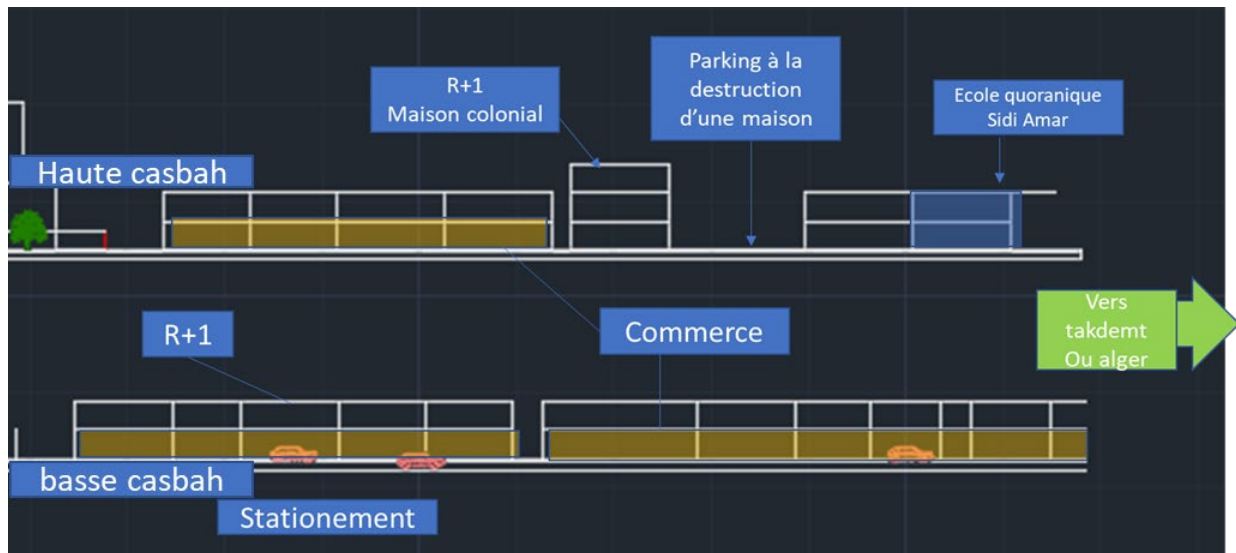 R+1
Maison colonial
Parking à la
destruction
d'une maison
Ecole quoranique
Sidi Amar
Haute casbah
R+1
Commerce
Vers
takdemt
Ou alger
basse casbah
Stationement